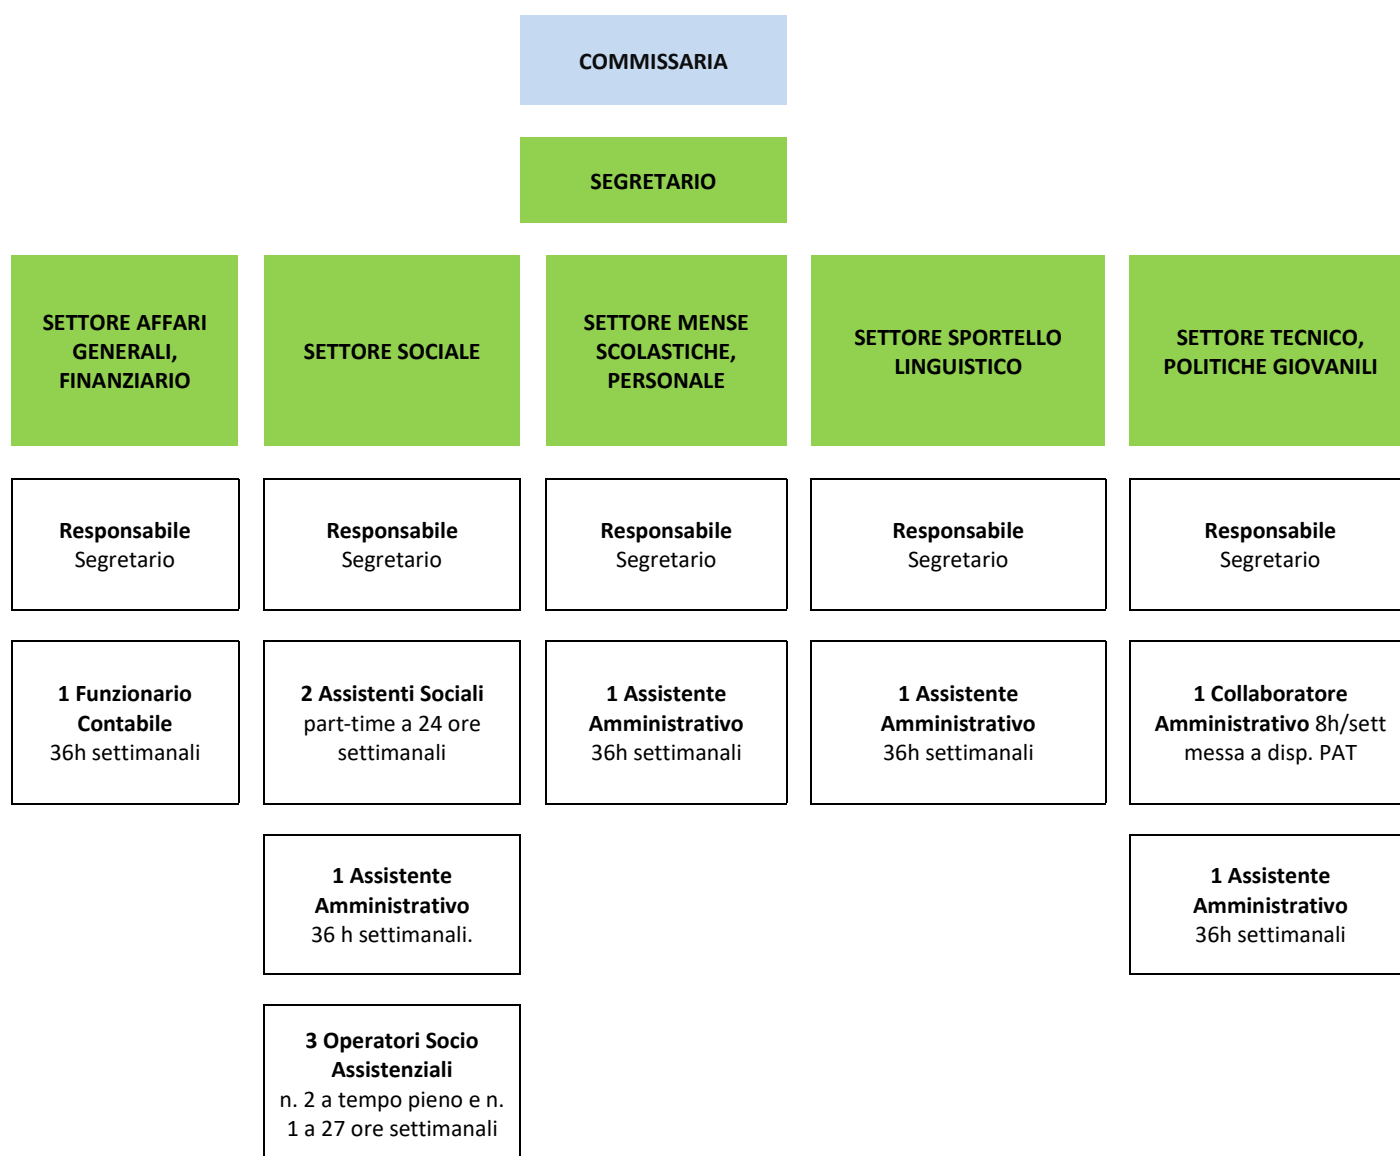 COMMISSARIA
SEGRETARIO
SETTORE AFFARI
GENERALI,
FINANZIARIO
SETTORE SOCIALE
SETTORE MENSE
SCOLASTICHE,
PERSONALE
SETTORE SPORTELLO
LINGUISTICO
SETTORE TECNICO,
POLITICHE GIOVANILI
Responsabile
Segretario
Responsabile
Segretario
Responsabile
Segretario
Responsabile
Segretario
Responsabile
Segretario
1 Funzionario
Contabile
36h settimanali
2 Assistenti Sociali
part-time a 24 ore
settimanali
1 Assistente
Amministrativo
36h settimanali
1 Assistente
Amministrativo
36h settimanali
1 Collaboratore
Amministrativo 8h/sett
messa a disp. PAT
1 Assistente
Amministrativo
36 h settimanali.
1 Assistente
Amministrativo
36h settimanali
3 Operatori Socio
Assistenziali
n. 2 a tempo pieno e n.
1 a 27 ore settimanali